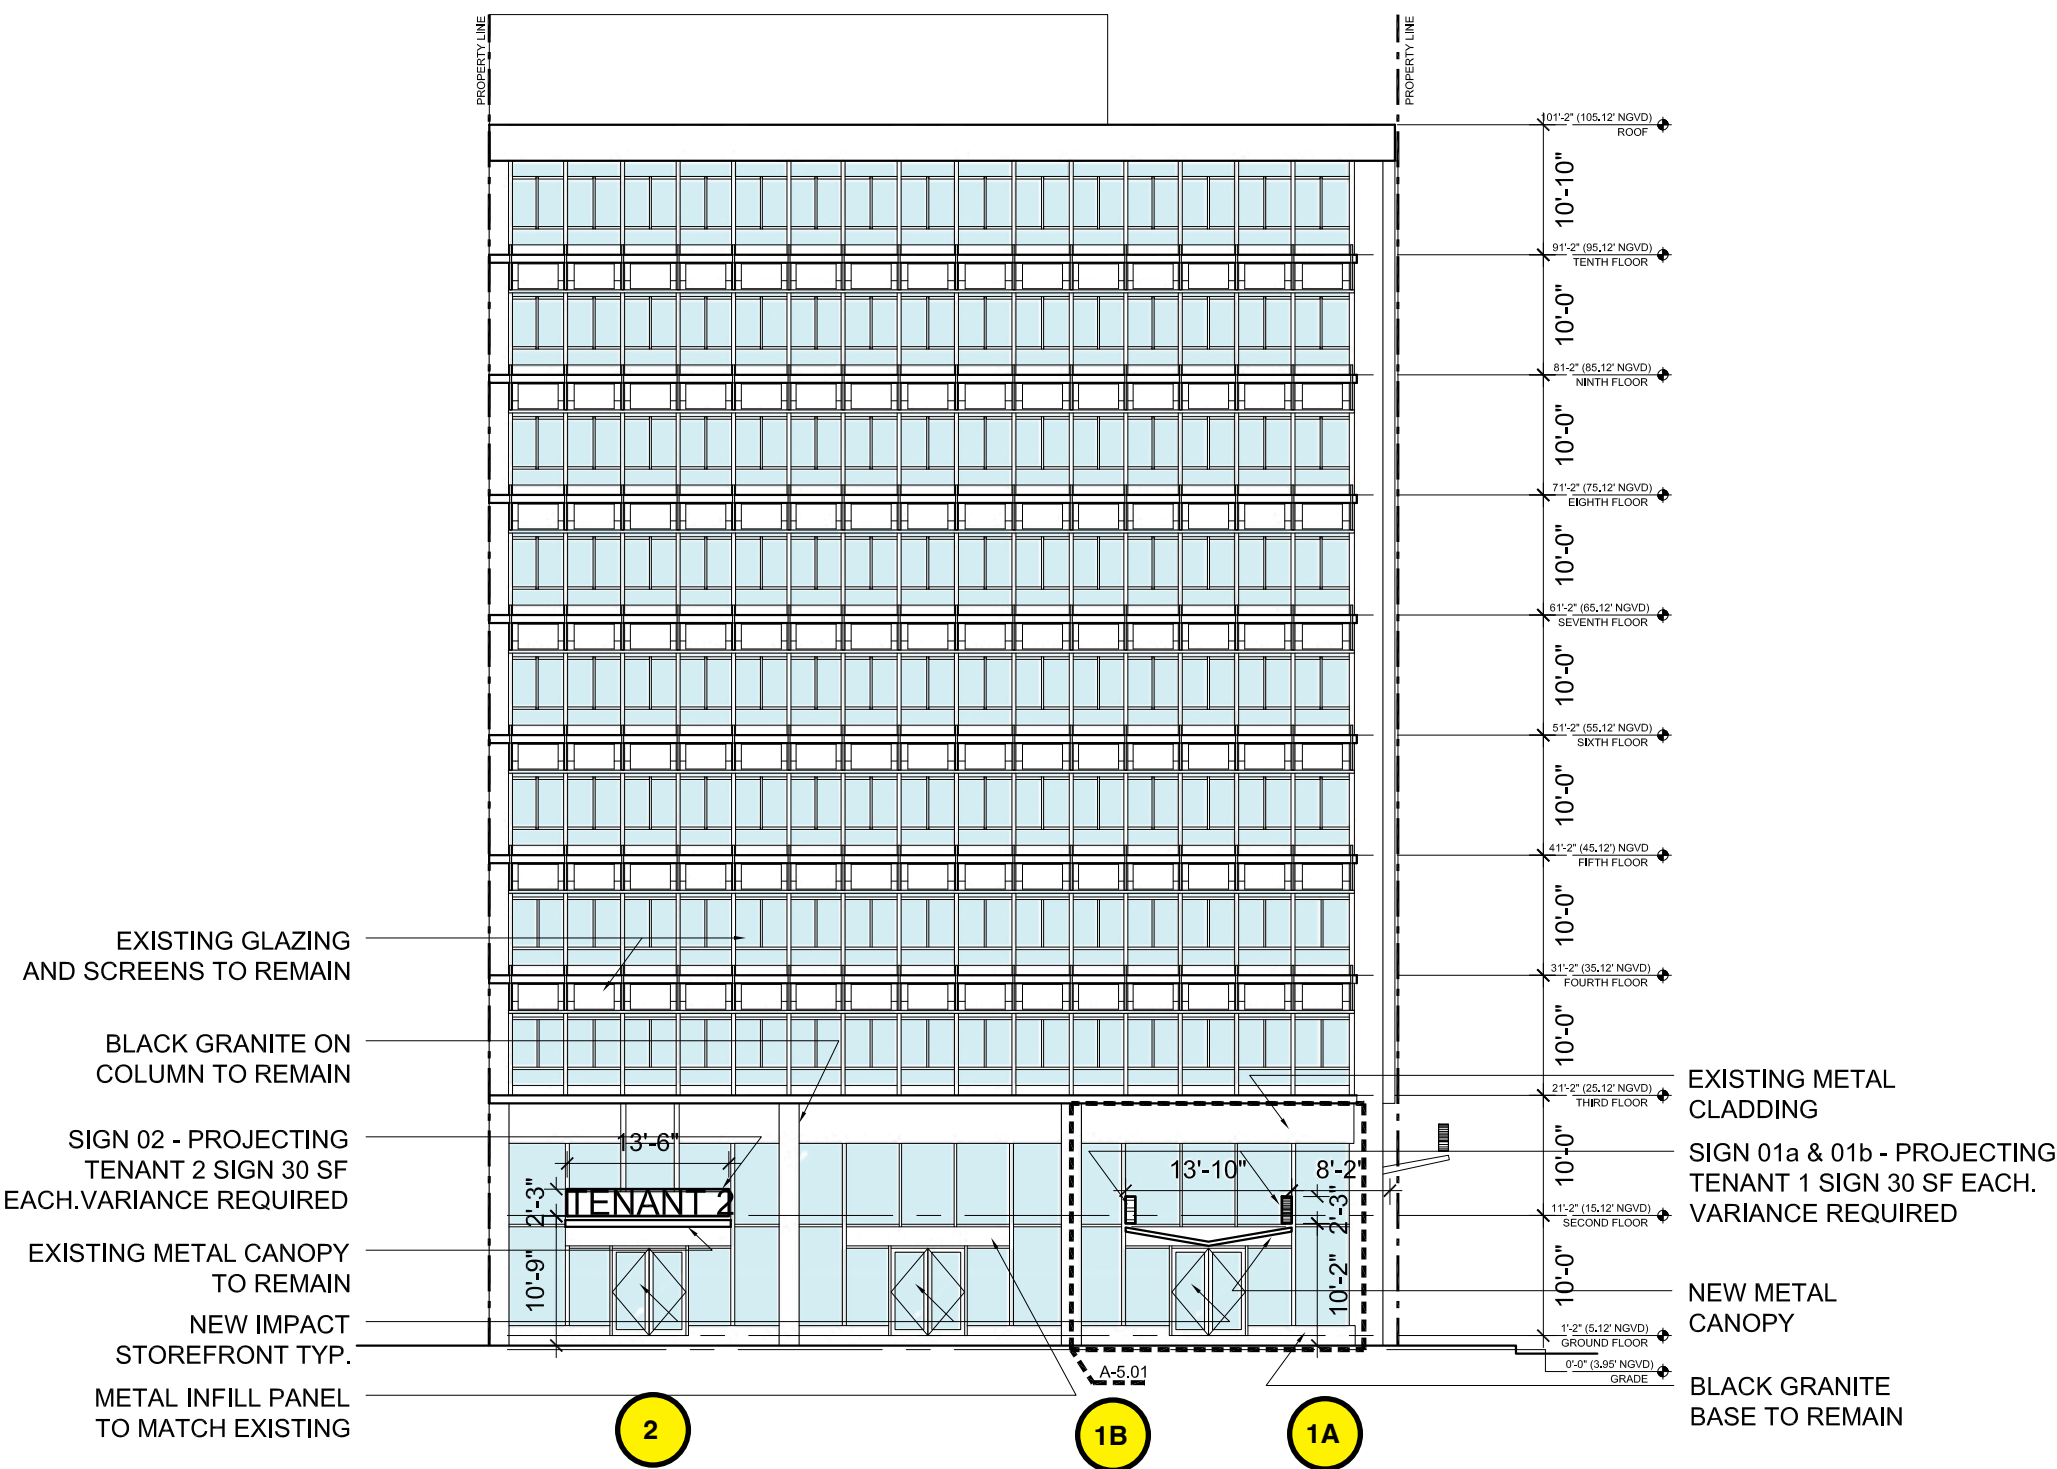 PROPERTY LINE
PROPERTY LINE
101'-2" (105.12' NGVD)
ROOF
10'-10"
91'-2" (95.12' NGVD)
TENTH FLOOR
10'-0"
81'-2" (85.12' NGVD)
NINTH FLOOR
10'-0"
71'-2" (75.12' NGVD)
EIGHTH FLOOR
10'-0"
61'-2" (65.12' NGVD)
SEVENTH FLOOR
10'-0"
51'-2" (55.12' NGVD)
SIXTH FLOOR
10'-0"
41'-2" (45.12') NGVD
FIFTH FLOOR
10'-0"
31'-2" (35.12' NGVD)
FOURTH FLOOR
10'-0"
21'-2" (25.12' NGVD)
THIRD FLOOR
10'-0"
11'-2" (15.12' NGVD)
SECOND FLOOR
10'-0"
1'-2" (5.12' NGVD)
GROUND FLOOR
0'-0" (3.95' NGVD)
GRADE
EXISTING GLAZING
AND SCREENS TO REMAIN
BLACK GRANITE ON
COLUMN TO REMAIN
SIGN 02 - PROJECTING
TENANT 2 SIGN 30 SF
EACH.VARIANCE REQUIRED
EXISTING METAL CANOPY
TO REMAIN
NEW IMPACT
STOREFRONT TYP.
METAL INFILL PANEL
TO MATCH EXISTING
13'-6"
2'-3"
TENANT 2
10'-9"
13'-10"
8'-2"
2'-3"
10'-2"
A-5.01
EXISTING METAL
CLADDING
SIGN 01a & 01b - PROJECTING
TENANT 1 SIGN 30 SF EACH.
VARIANCE REQUIRED
NEW METAL
CANOPY
BLACK GRANITE
BASE TO REMAIN
2
1B
1A